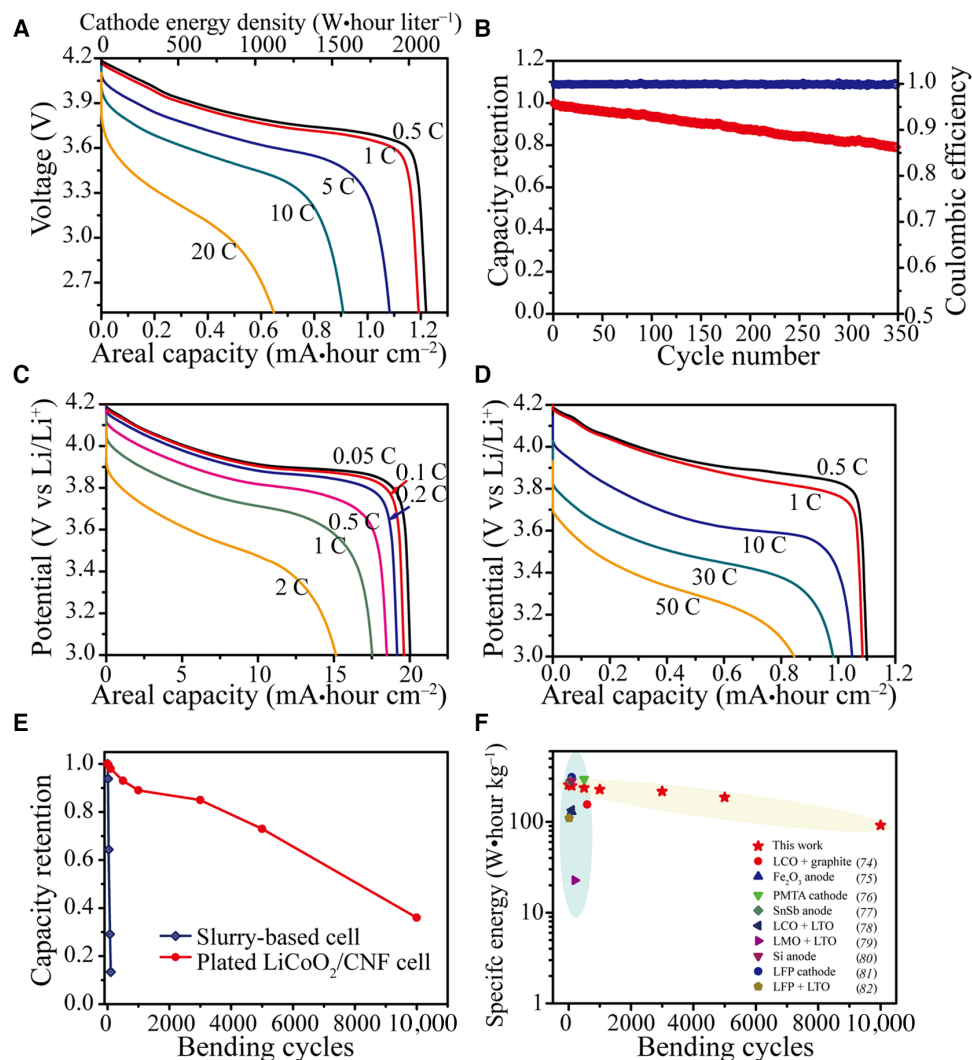 A
Cathode energy density (W•hour liter⁻¹)
0 500 1000 1500 2000
Voltage (V)
4.2
3.9
3.6
3.3
3.0
2.7
0.5 C
1 C
5 C
10 C
20 C
0.0 0.2 0.4 0.6 0.8 1.0 1.2
Areal capacity (mA•hour cm⁻²)
B
Capacity retention
1.2
1.0
0.8
0.6
0.4
0.2
0.0
Coulombic efficiency
1.0
0.9
0.8
0.7
0.6
0.5
0 50 100 150 200 250 300 350
Cycle number
C
Potential (V vs Li/Li⁺)
4.2
4.0
3.8
3.6
3.4
3.2
3.0
0.05 C
0.1 C
0.2 C
0.5 C
1 C
2 C
0 5 10 15 20
Areal capacity (mA•hour cm⁻²)
D
Potential (V vs Li/Li⁺)
4.2
4.0
3.8
3.6
3.4
3.2
3.0
0.5 C
1 C
10 C
30 C
50 C
0.0 0.2 0.4 0.6 0.8 1.0 1.2
Areal capacity (mA•hour cm⁻²)
E
Capacity retention
1.0
0.8
0.6
0.4
0.2
0.0
Slurry-based cell
Plated LiCoO₂/CNF cell
0 2000 4000 6000 8000 10,000
Bending cycles
F
Specifc energy (W•hour kg⁻¹)
100
10
1
This work
LCO + graphite (74)
Fe₂O₃ anode (75)
PMTA cathode (76)
SnSb anode (77)
LCO + LTO (78)
LMO + LTO (79)
Si anode (80)
LFP cathode (81)
LFP + LTO (82)
0 2000 4000 6000 8000 10,000
Bending cycles